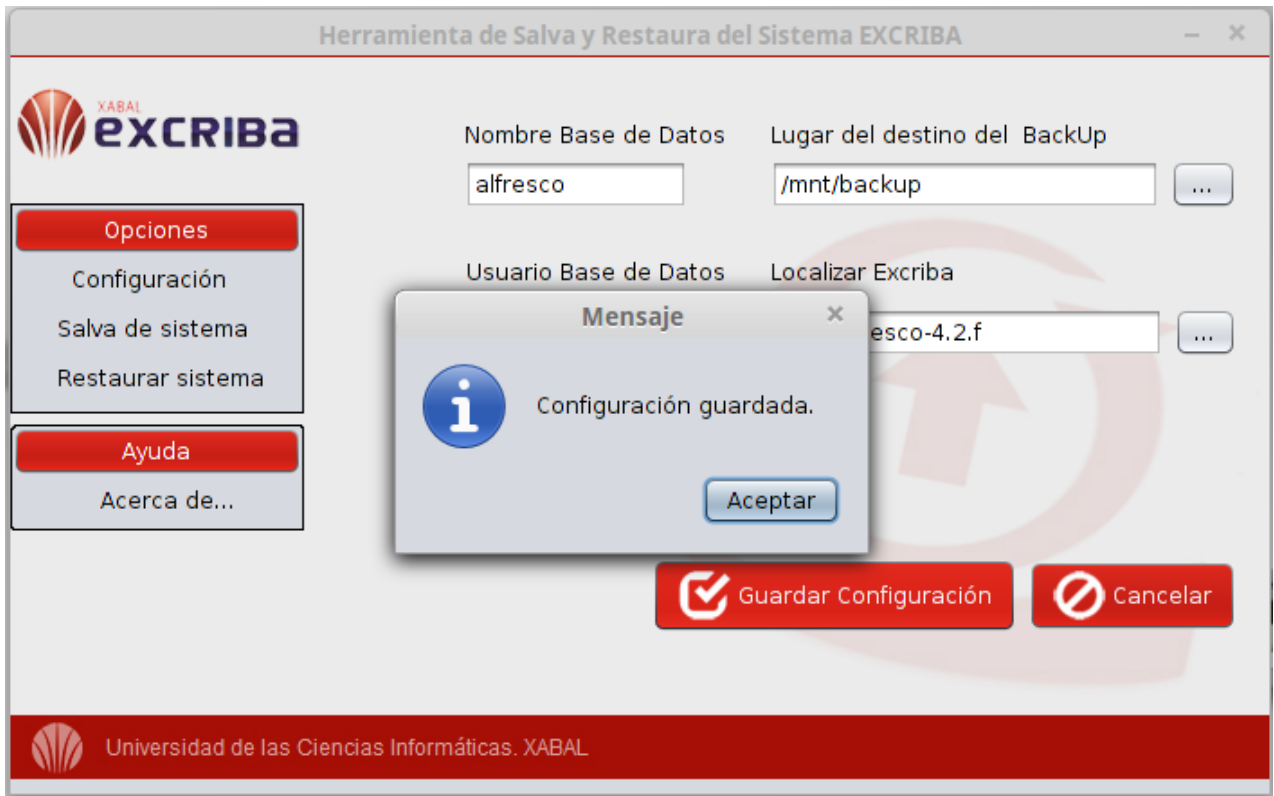 Herramienta de Salva y Restaura del Sistema EXCRIBA
XABAL
excriba
Nombre Base de Datos
Lugar del destino del BackUp
alfresco
/mnt/backup
...
Opciones
Configuración
Salva de sistema
Restaurar sistema
Usuario Base de Datos
Localizar Excriba
esco-4.2.f
...
Mensaje
Configuración guardada.
Aceptar
Ayuda
Acerca de...
Guardar Configuración
Cancelar
Universidad de las Ciencias Informáticas. XABAL